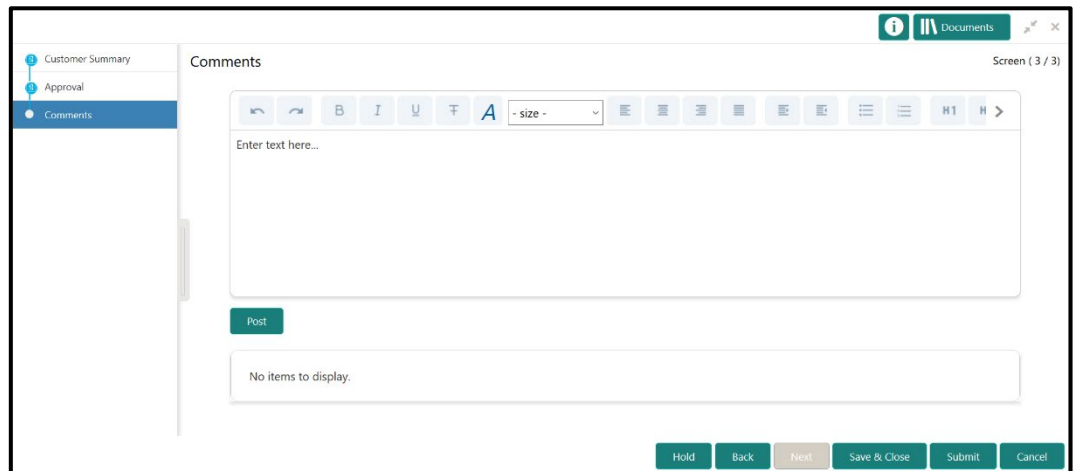 Documents
Customer Summary
Approval
Comments
Comments
Screen ( 3 / 3)
B I U T A - size - H1 H
Enter text here...
Post
No items to display.
Hold Back Next Save & Close Submit Cancel